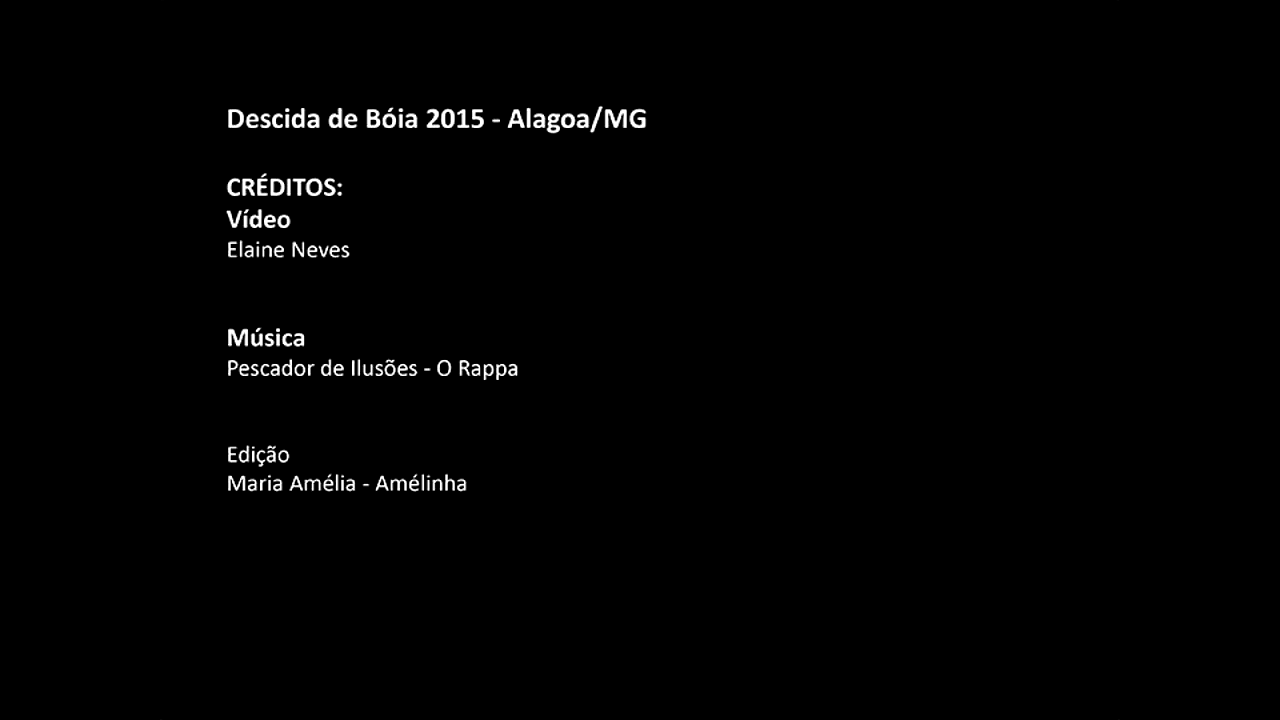 Descida de Bóia 2015 - Alagoa/MG
CRÉDITOS:
Vídeo
Elaine Neves
Música
Pescador de Ilusões - O Rappa
Edição
Maria Amélia - Amélinha